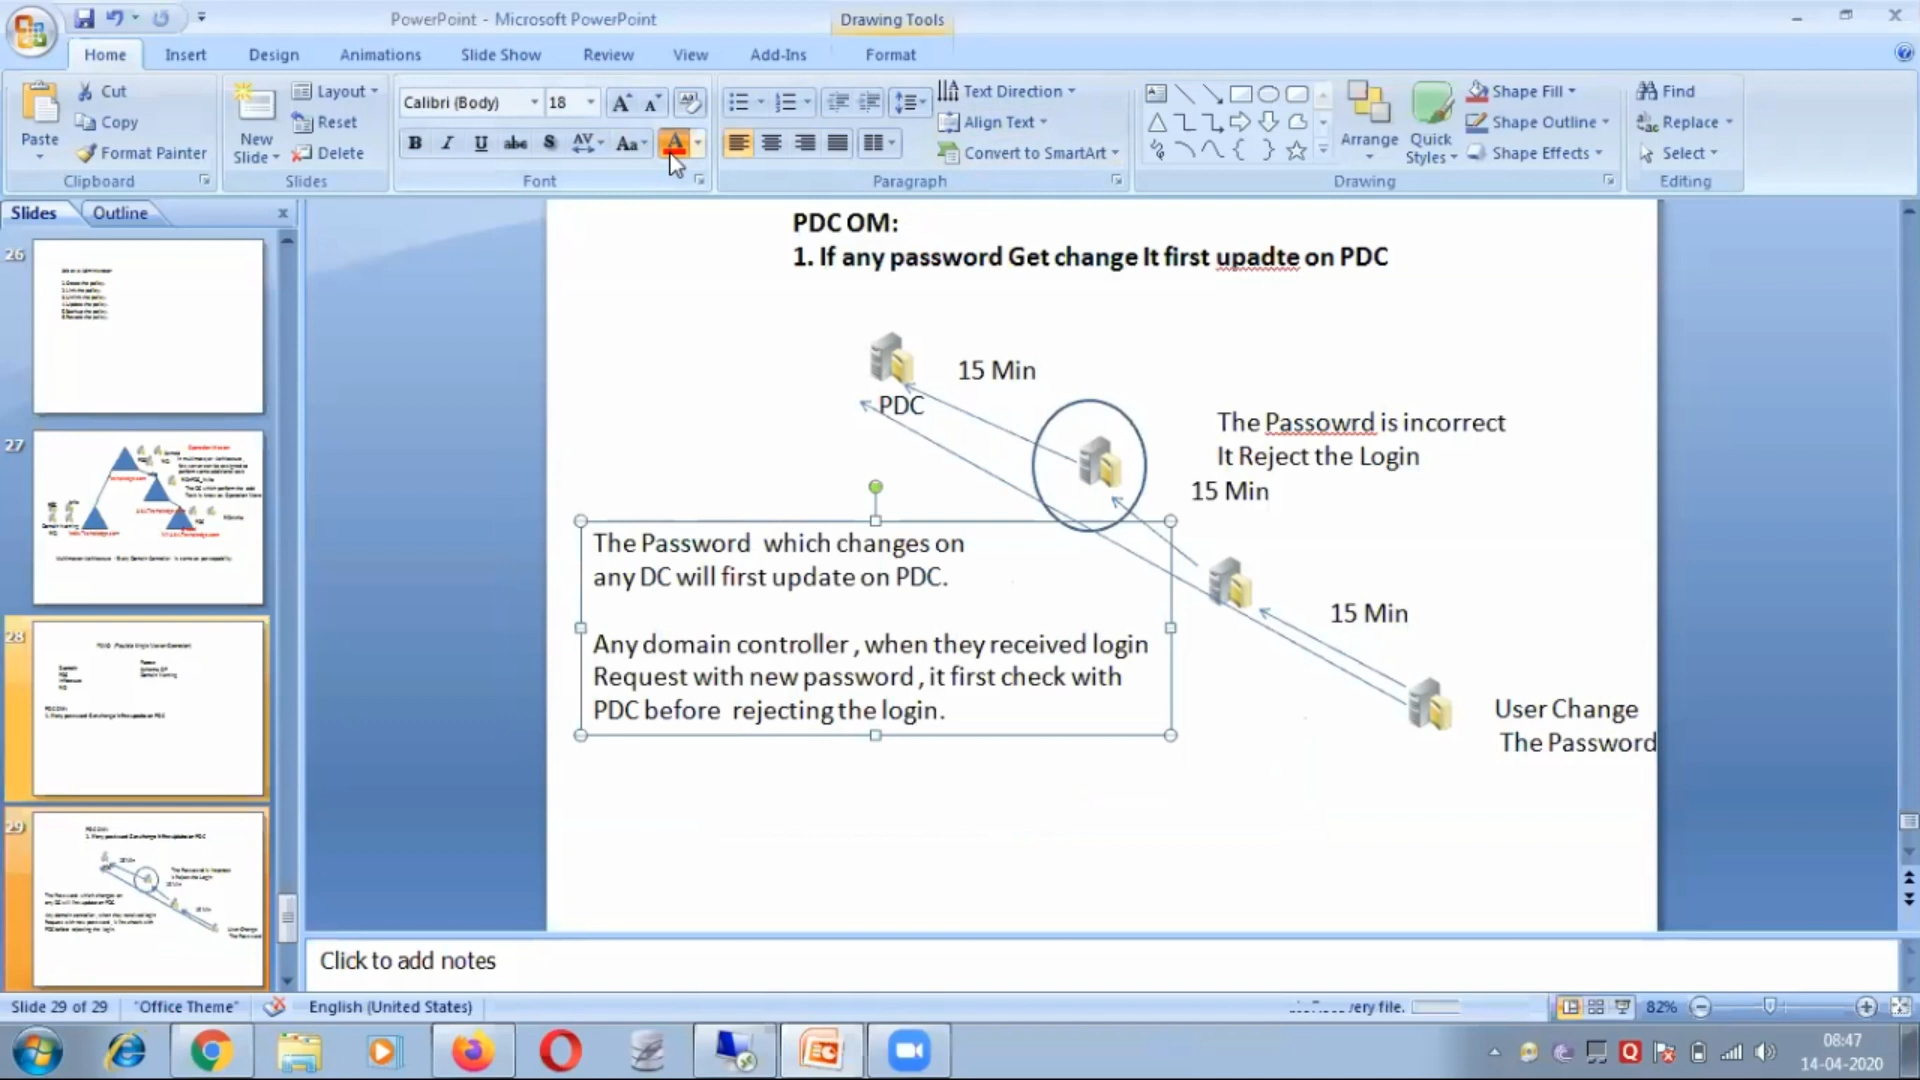 PowerPoint - Microsoft PowerPoint
Drawing Tools
Home
Insert
Design
Animations
Slide Show
Review
View
Add-Ins
Format
Paste
Cut
Copy
Format Painter
Clipboard
New
Slide
Layout
Reset
Delete
Slides
Calibri (Body)
18
Font
Text Direction
Align Text
Convert to SmartArt
Paragraph
Arrange
Quick
Styles
Shape Fill
Shape Outline
Shape Effects
Drawing
Find
Replace
Select
Editing
Slides
Outline
26
27
28
29
PDC OM:
1. If any password Get change It first upadte on PDC
15 Min
PDC
The Passowrd is incorrect
It Reject the Login
15 Min
The Password which changes on
any DC will first update on PDC.
Any domain controller , when they received login
Request with new password , it first check with
PDC before rejecting the login.
15 Min
User Change
The Password
Click to add notes
Slide 29 of 29
"Office Theme"
English (United States)
82%
08:47
14-04-2020